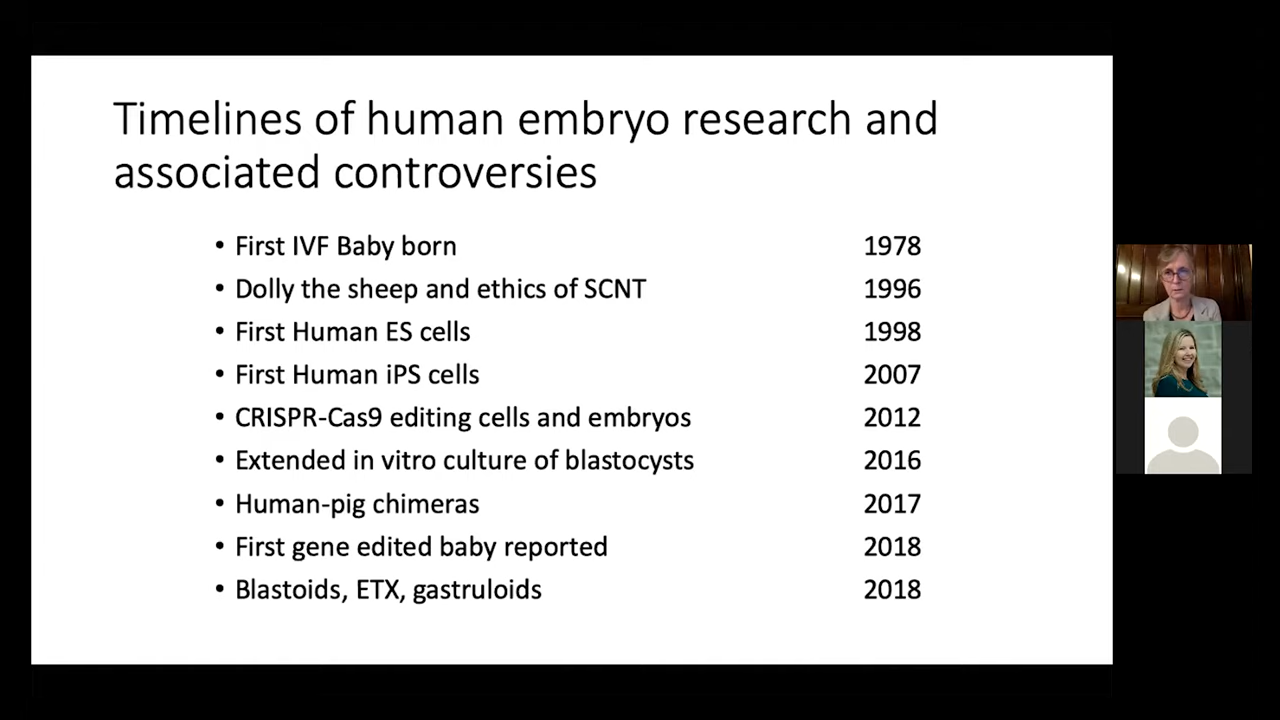 Timelines of human embryo research and
associated controversies
• First IVF Baby born 1978
• Dolly the sheep and ethics of SCNT 1996
• First Human ES cells 1998
• First Human iPS cells 2007
• CRISPR-Cas9 editing cells and embryos 2012
• Extended in vitro culture of blastocysts 2016
• Human-pig chimeras 2017
• First gene edited baby reported 2018
• Blastoids, ETX, gastruloids 2018